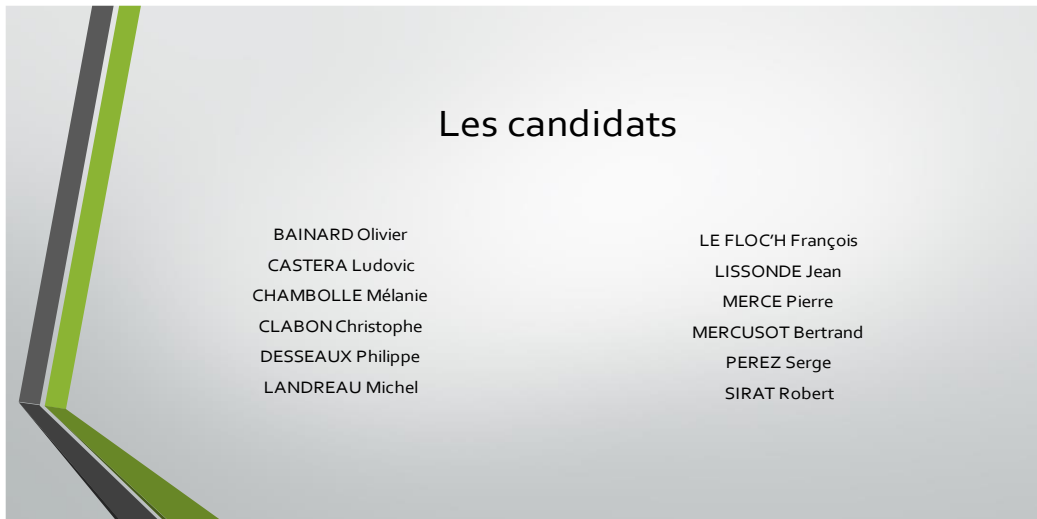 Les candidats
BAINARD Olivier
CASTERA Ludovic
CHAMBOLLE Mélanie
CLABON Christophe
DESSEAUX Philippe
LANDREAU Michel
LE FLOC’H François
LISSONDE Jean
MERCE Pierre
MERCUSOT Bertrand
PEREZ Serge
SIRAT Robert